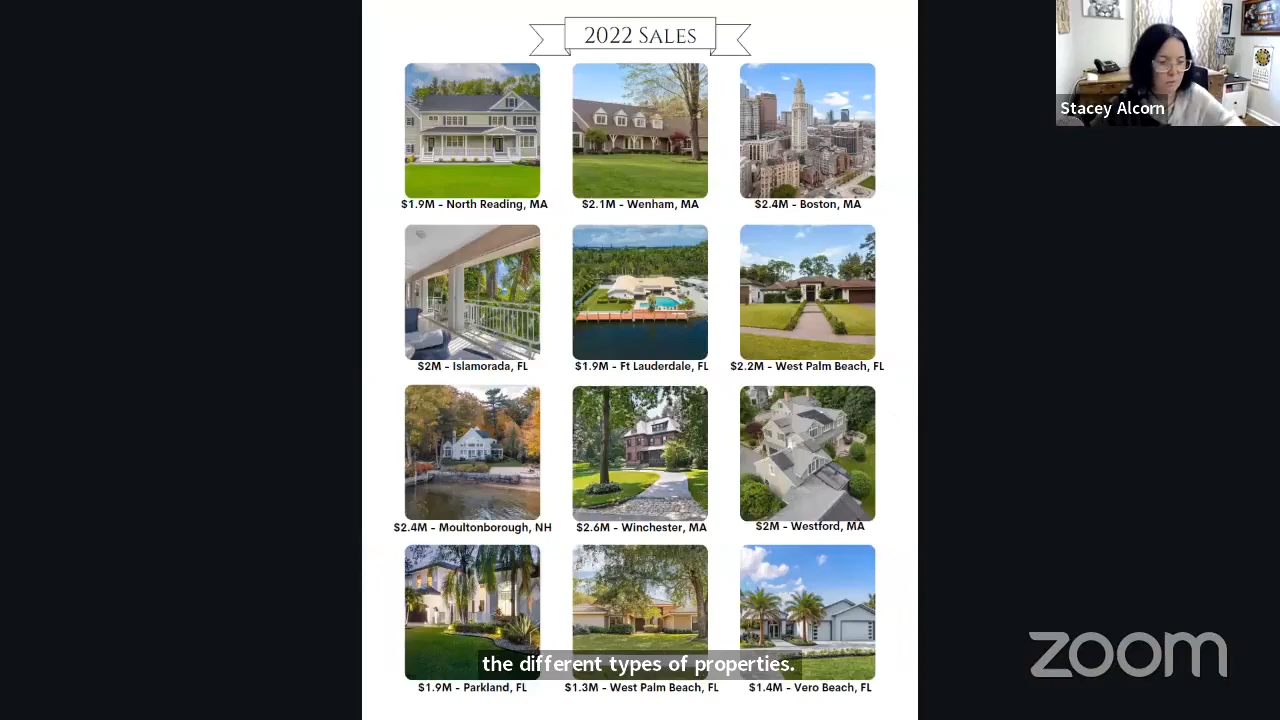 2022 Sales
Stacey Alcorn
$1.9M - North Reading, MA
$2.1M - Wenham, MA
$2.4M - Boston, MA
$2M - Islamorada, FL
$1.9M - Ft Lauderdale, FL
$2.2M - West Palm Beach, FL
$2.4M - Moultonborough, NH
$2.6M - Winchester, MA
$2M - Westford, MA
the different types of properties.
$1.9M - Parkland, FL
$1.3M - West Palm Beach, FL
$1.4M - Vero Beach, FL
zoom